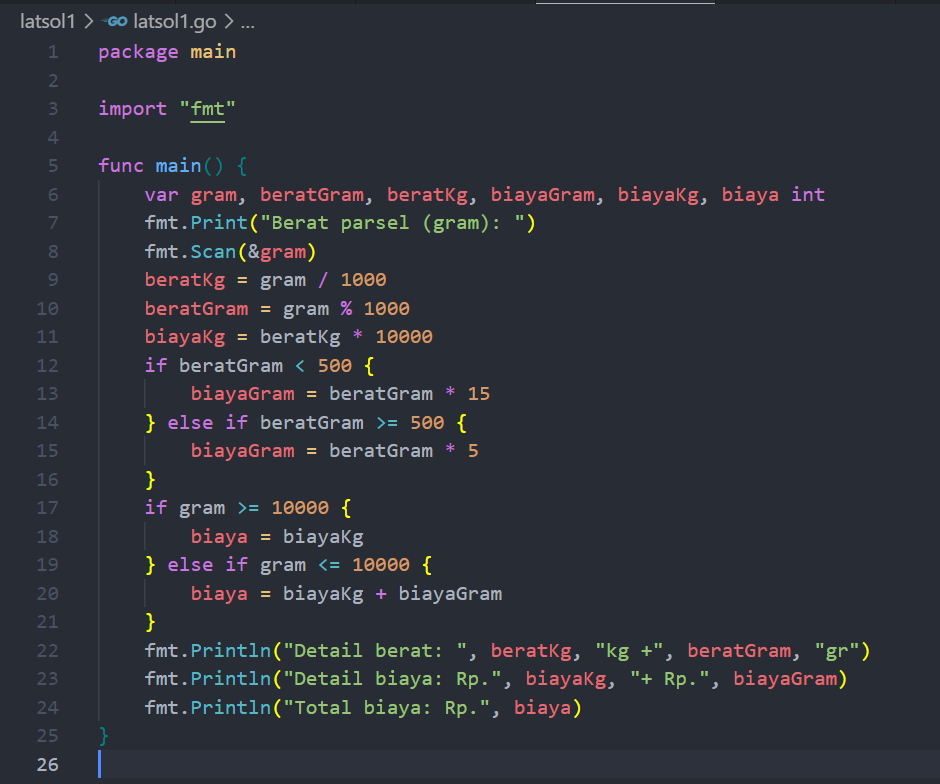 latsol1 > GO latsol1.go > ...
1 package main
2
3 import "fmt"
4
5 func main() {
6     var gram, beratGram, beratKg, biayaGram, biayaKg, biaya int
7     fmt.Print("Berat parsel (gram): ")
8     fmt.Scan(&gram)
9     beratKg = gram / 1000
10     beratGram = gram % 1000
11     biayaKg = beratKg * 10000
12     if beratGram < 500 {
13         biayaGram = beratGram * 15
14     } else if beratGram >= 500 {
15         biayaGram = beratGram * 5
16     }
17     if gram >= 10000 {
18         biaya = biayaKg
19     } else if gram <= 10000 {
20         biaya = biayaKg + biayaGram
21     }
22     fmt.Println("Detail berat: ", beratKg, "kg +", beratGram, "gr")
23     fmt.Println("Detail biaya: Rp.", biayaKg, "+ Rp.", biayaGram)
24     fmt.Println("Total biaya: Rp.", biaya)
25 }
26